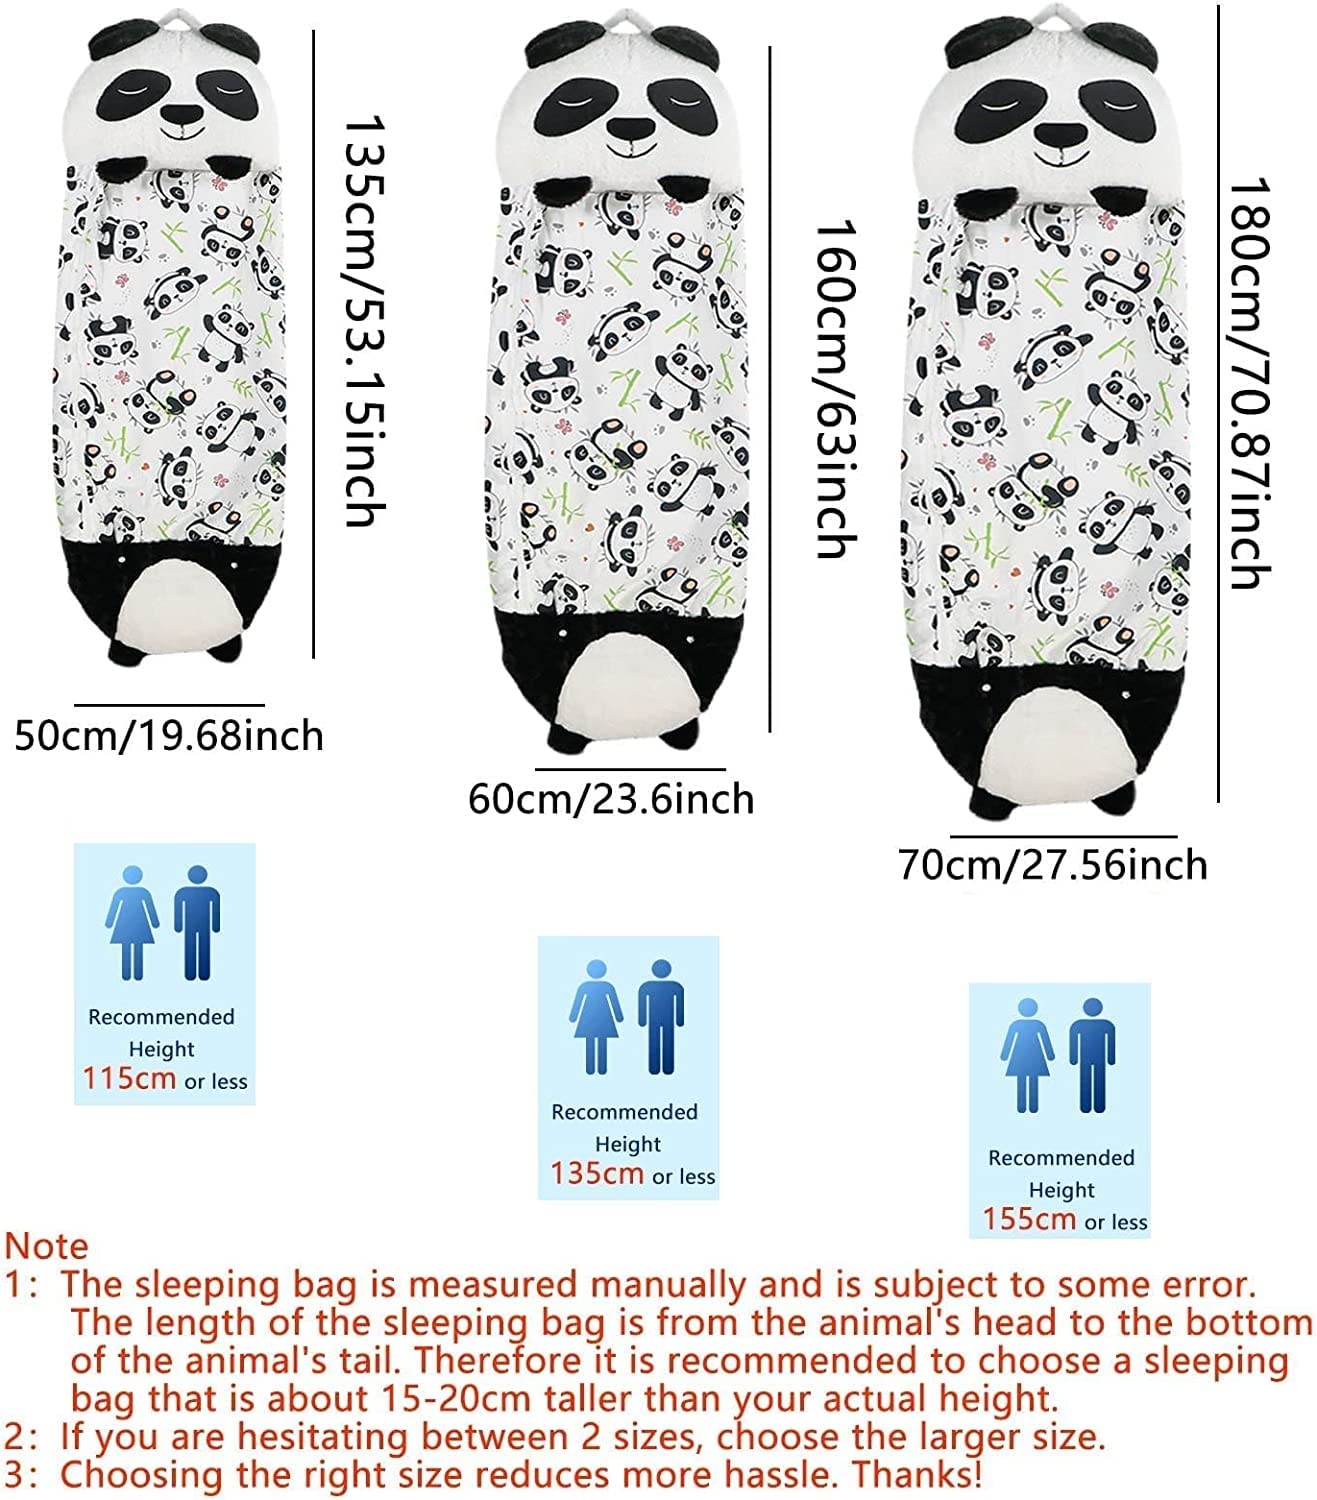 135cm/53.15inch
160cm/63inch
180cm/70.87inch
50cm/19.68inch
60cm/23.6inch
70cm/27.56inch
Recommended
Height
115cm or less
Recommended
Height
135cm or less
Recommended
Height
155cm or less
Note
1: The sleeping bag is measured manually and is subject to some error.
The length of the sleeping bag is from the animal's head to the bottom
of the animal's tail. Therefore it is recommended to choose a sleeping
bag that is about 15-20cm taller than your actual height.
2: If you are hesitating between 2 sizes, choose the larger size.
3: Choosing the right size reduces more hassle. Thanks!